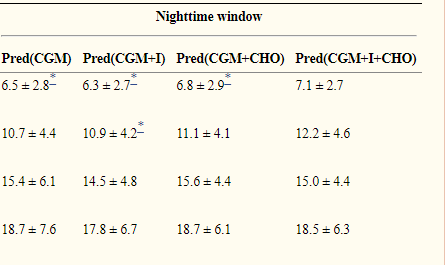 Nighttime window
Pred(CGM) Pred(CGM+I) Pred(CGM+CHO) Pred(CGM+I+CHO)
6.5 ± 2.8* 6.3 ± 2.7* 6.8 ± 2.9* 7.1 ± 2.7
10.7 ± 4.4 10.9 ± 4.2* 11.1 ± 4.1 12.2 ± 4.6
15.4 ± 6.1 14.5 ± 4.8 15.6 ± 4.4 15.0 ± 4.4
18.7 ± 7.6 17.8 ± 6.7 18.7 ± 6.1 18.5 ± 6.3